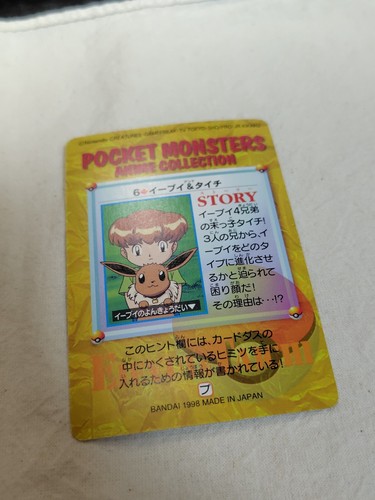 POCKET MONSTERS
ANIME COLLECTION
6 イーブイ&タイチ
STORY
イーブイ4兄弟
の末っ子タイチ!
3人の兄から、イ
ーブイをどのタ
イプに進化させ
るかと迫られて
困り顔だ!
その理由は・・!?
イーブイのよんきょうだい▼
このヒント欄には、カードダスの
中にかくされているヒミツを手に
入れるための情報が書かれている!
ブ
BANDAI 1998 MADE IN JAPAN